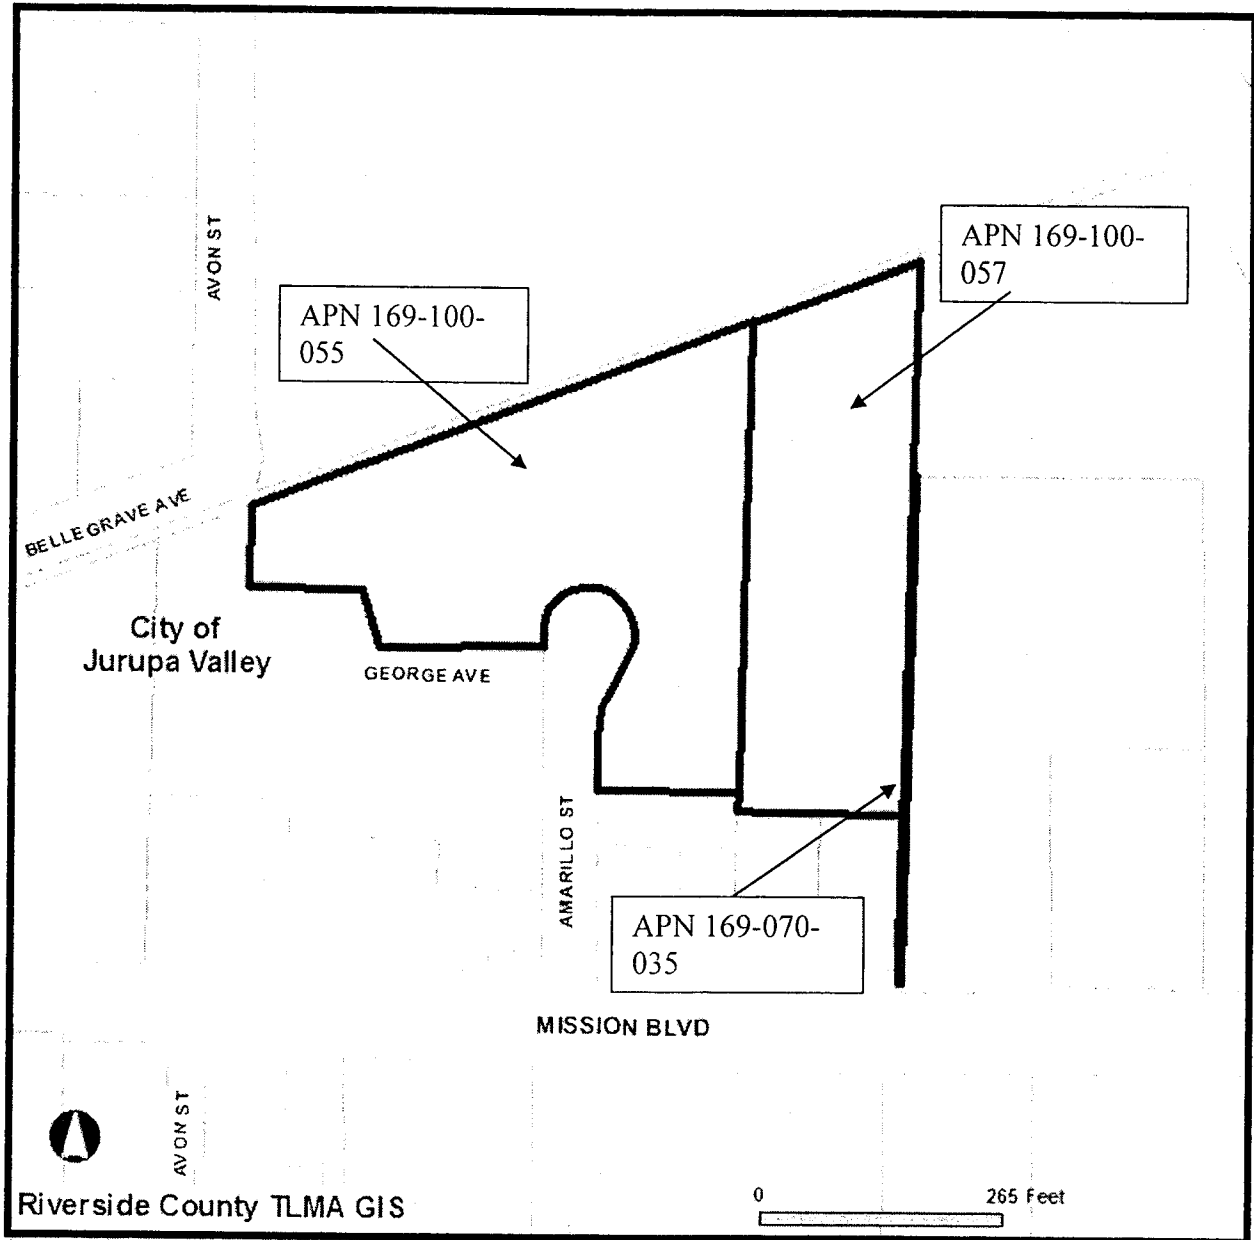 AVON ST
APN 169-100-
057
APN 169-100-
055
BELLEGRAVE AVE
City of
Jurupa Valley
GEORGE AVE
AMARILLO ST
APN 169-070-
035
MISSION BLVD
AVON ST
Riverside County TLMA GIS
0 265 Feet